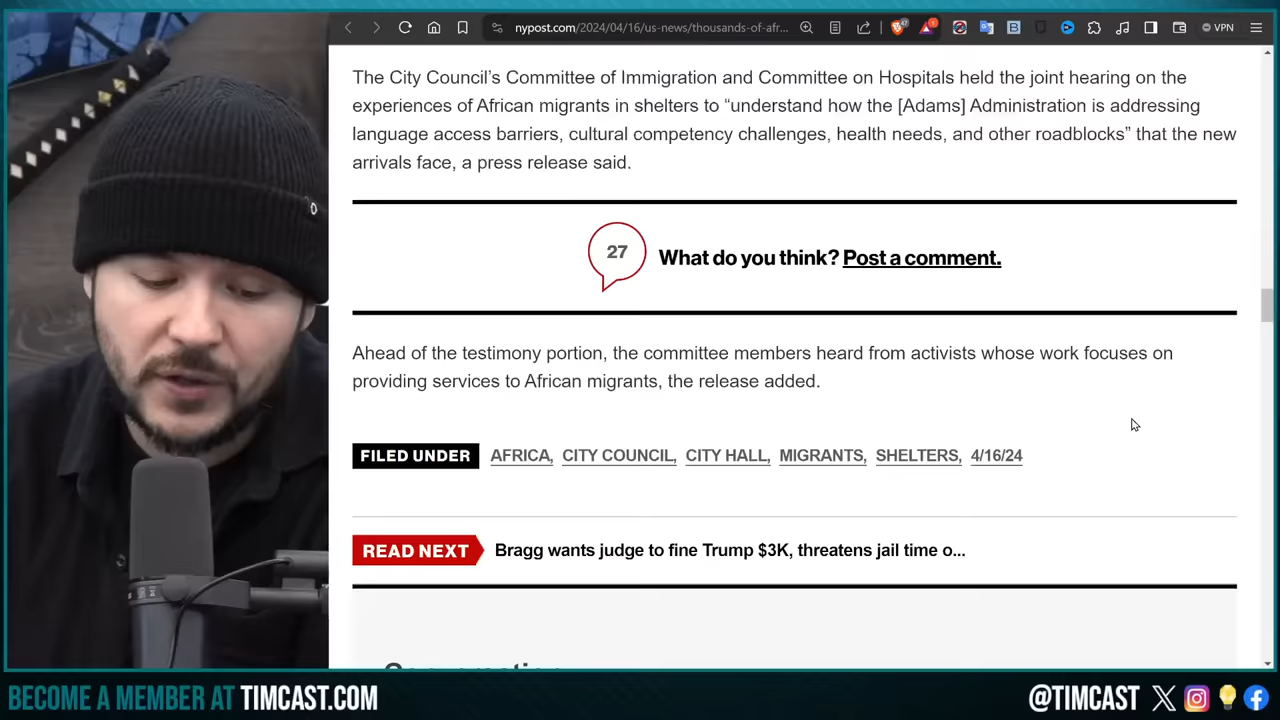 nypost.com/2024/04/16/us-news/thousands-of-afr...
VPN
The City Council’s Committee of Immigration and Committee on Hospitals held the joint hearing on the
experiences of African migrants in shelters to “understand how the [Adams] Administration is addressing
language access barriers, cultural competency challenges, health needs, and other roadblocks” that the new
arrivals face, a press release said.
27
What do you think? Post a comment.
Ahead of the testimony portion, the committee members heard from activists whose work focuses on
providing services to African migrants, the release added.
FILED UNDER AFRICA, CITY COUNCIL, CITY HALL, MIGRANTS, SHELTERS, 4/16/24
READ NEXT Bragg wants judge to fine Trump $3K, threatens jail time o...
BECOME A MEMBER AT TIMCAST.COM
@TIMCAST